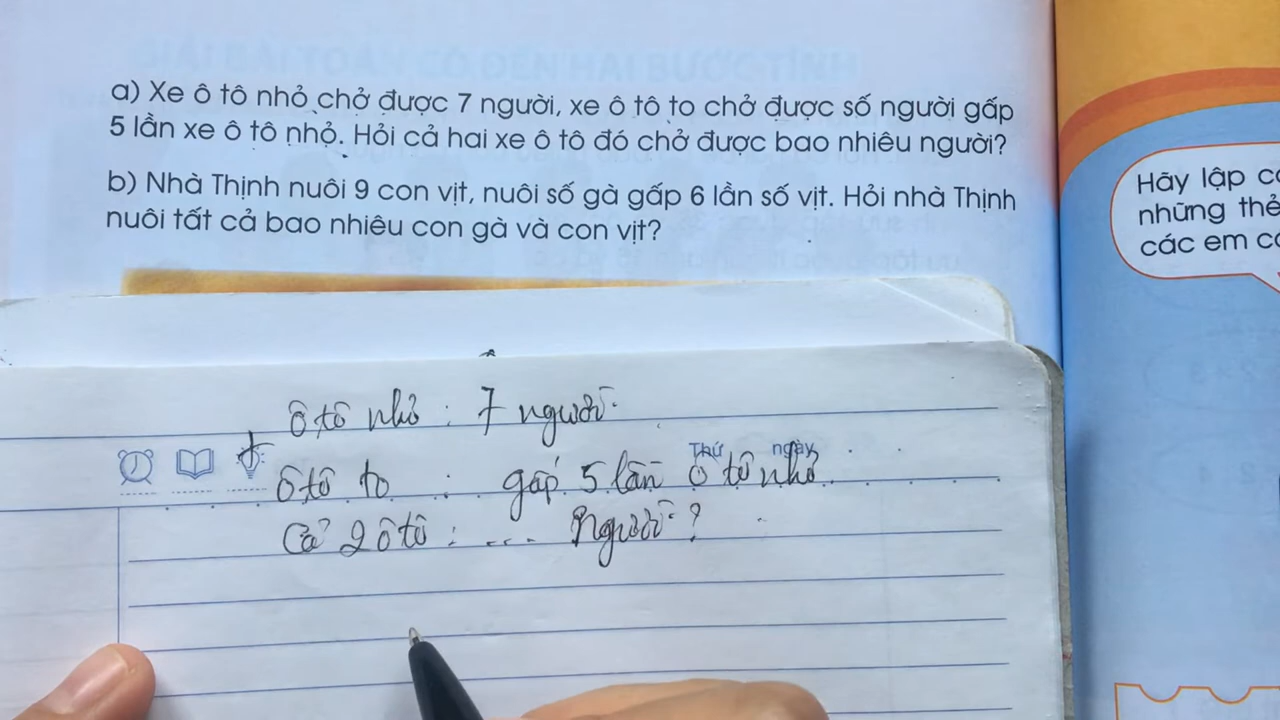 a) Xe ô tô nhỏ chở được 7 người, xe ô tô to chở được số người gấp
5 lần xe ô tô nhỏ. Hỏi cả hai xe ô tô đó chở được bao nhiêu người?
b) Nhà Thịnh nuôi 9 con vịt, nuôi số gà gấp 6 lần số vịt. Hỏi nhà Thịnh
nuôi tất cả bao nhiêu con gà và con vịt?
Hãy lập
những thẻ
các em
Ô tô nhỏ : 7 người
Thứ ngày
Ô tô to : gấp 5 lần ô tô nhỏ
Cả 2 ô tô : ... người ?